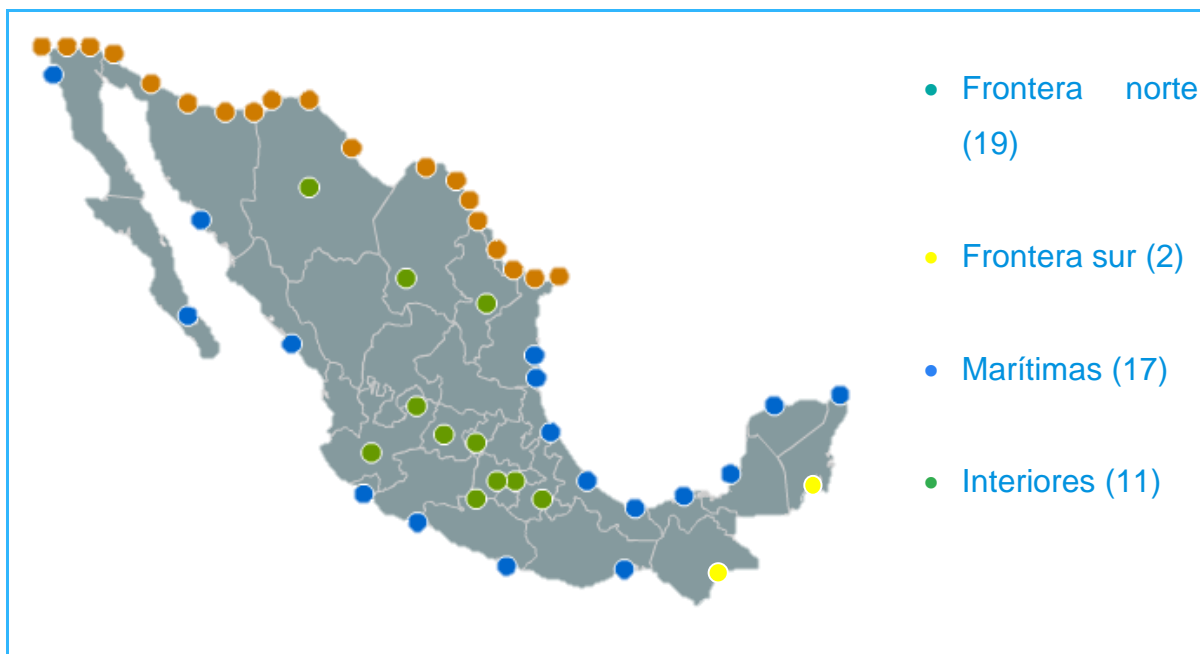 Frontera norte
(19)
Frontera sur (2)
Marítimas (17)
Interiores (11)